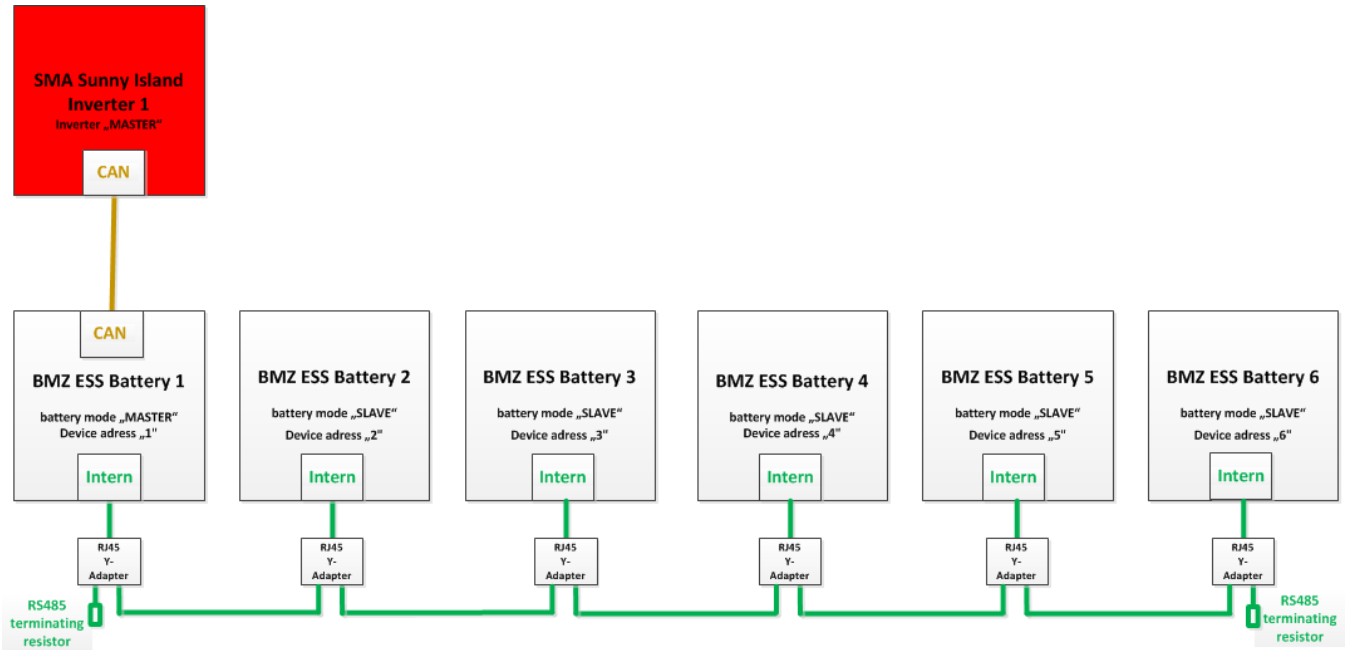 SMA Sunny Island
Inverter 1
Inverter „MASTER“
CAN
CAN
BMZ ESS Battery 1
battery mode „MASTER“
Device adress „1"
Intern
BMZ ESS Battery 2
battery mode „SLAVE“
Device adress „2"
Intern
BMZ ESS Battery 3
battery mode „SLAVE“
Device adress „3"
Intern
BMZ ESS Battery 4
battery mode „SLAVE“
Device adress „4"
Intern
BMZ ESS Battery 5
battery mode „SLAVE“
Device adress „5"
Intern
BMZ ESS Battery 6
battery mode „SLAVE“
Device adress „6"
Intern
RJ45
Y-
Adapter
RJ45
Y-
Adapter
RJ45
Y-
Adapter
RJ45
Y-
Adapter
RJ45
Y-
Adapter
RJ45
Y-
Adapter
RS485
terminating
resistor
RS485
terminating
resistor